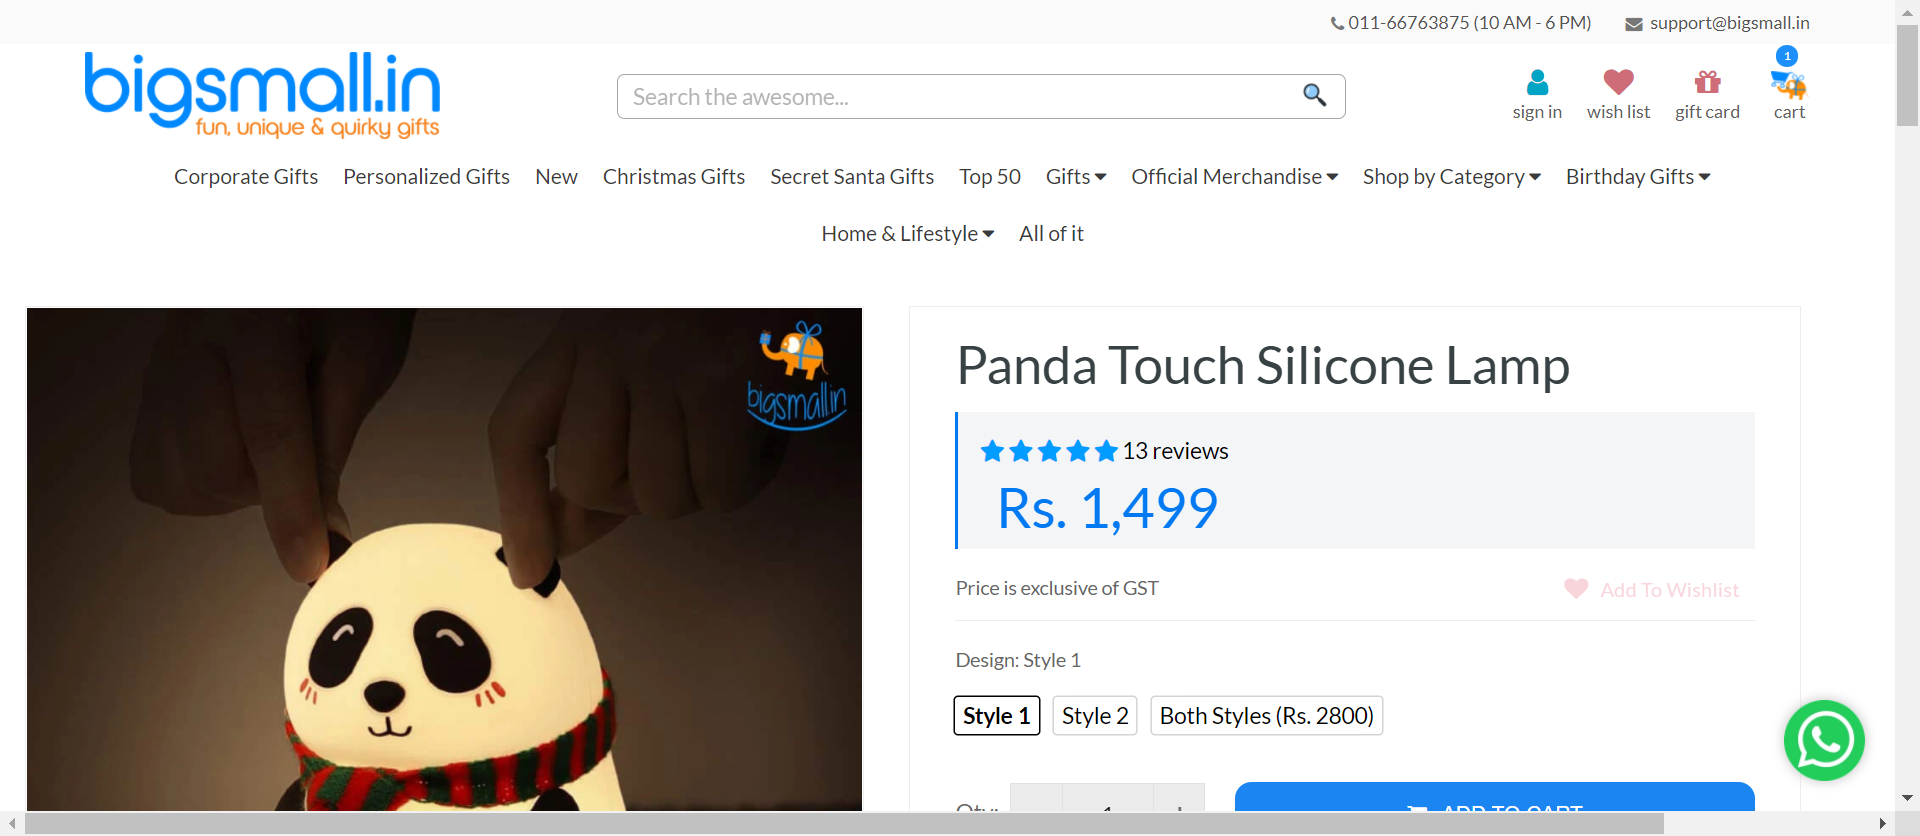 011-66763875 (10 AM - 6 PM) support@bigsmall.in
bigsmall.in
fun, unique & quirky gifts
Search the awesome...
1
sign in wish list gift card cart
Corporate Gifts Personalized Gifts New Christmas Gifts Secret Santa Gifts Top 50 Gifts Official Merchandise Shop by Category Birthday Gifts
Home & Lifestyle All of it
bigsmall.in
Panda Touch Silicone Lamp
13 reviews
Rs. 1,499
Price is exclusive of GST Add To Wishlist
Design: Style 1
Style 1 Style 2 Both Styles (Rs. 2800)
Qty: 1 + ADD TO CART